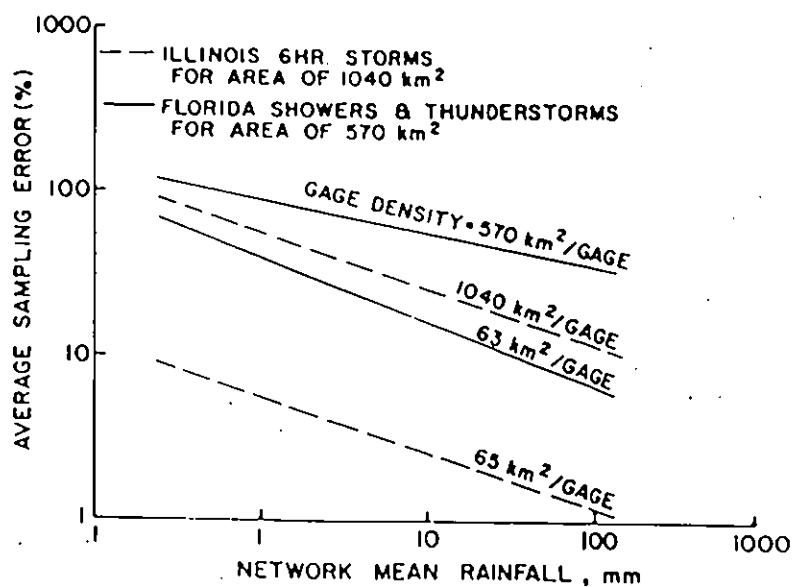 1000
ILLINOIS 6HR. STORMS
FOR AREA OF 1040 km²
FLORIDA SHOWERS & THUNDERSTORMS
FOR AREA OF 570 km²
AVERAGE SAMPLING ERROR (%)
100
10
1
GAGE DENSITY = 570 km²/GAGE
1040 km²/GAGE
63 km²/GAGE
65 km²/GAGE
.1 1 10 100 1000
NETWORK MEAN RAINFALL, mm